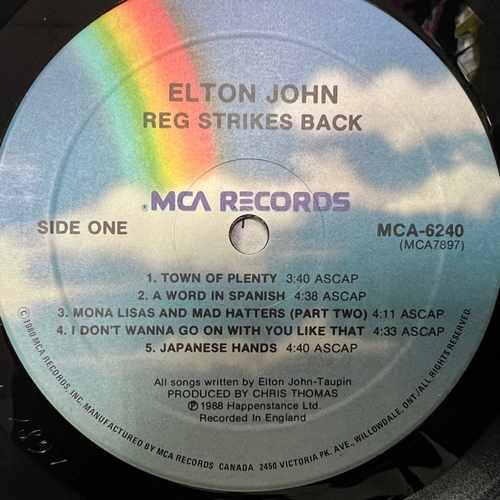 ELTON JOHN
REG STRIKES BACK
®MCA RECORDS
SIDE ONE
MCA-6240
(MCA7897)
1. TOWN OF PLENTY 3:40 ASCAP
2. A WORD IN SPANISH 4:38 ASCAP
3. MONA LISAS AND MAD HATTERS (PART TWO) 4:11 ASCAP
4. I DON'T WANNA GO ON WITH YOU LIKE THAT 4:33 ASCAP
5. JAPANESE HANDS 4:40 ASCAP
All songs written by Elton John-Taupin
PRODUCED BY CHRIS THOMAS
℗ 1988 Happenstance Ltd.
Recorded In England
©1980 MCA RECORDS INC. MANUFACTURED BY MCA RECORDS CANADA 2450 VICTORIA PK. AVE., WILLOWDALE, ONT./ALL RIGHTS RESERVED.